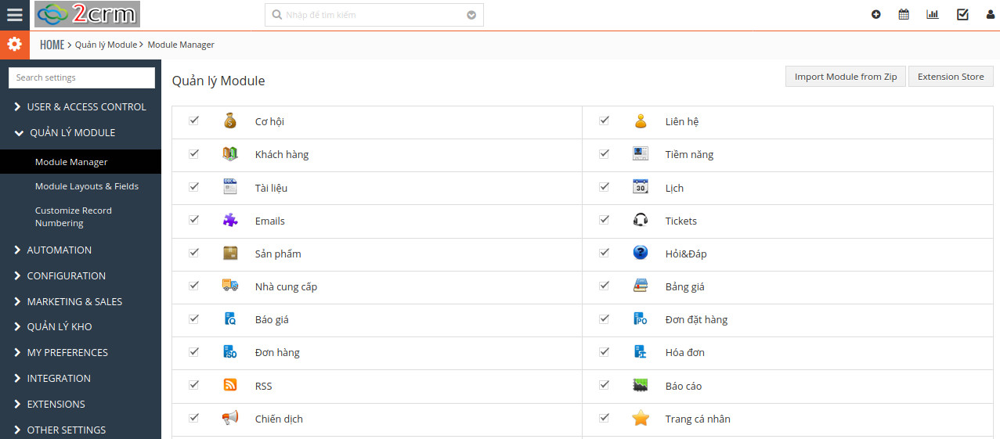 2crm
Nhập để tìm kiếm
HOME > Quản lý Module > Module Manager
Search settings
USER & ACCESS CONTROL
QUẢN LÝ MODULE
Module Manager
Module Layouts & Fields
Customize Record
Numbering
AUTOMATION
CONFIGURATION
MARKETING & SALES
QUẢN LÝ KHO
MY PREFERENCES
INTEGRATION
EXTENSIONS
OTHER SETTINGS
Quản lý Module
Import Module from Zip
Extension Store
Cơ hội
Liên hệ
Khách hàng
Tiềm năng
Tài liệu
30
Lịch
Emails
Tickets
Sản phẩm
?
Hỏi&Đáp
Nhà cung cấp
Bảng giá
Q
Báo giá
PO
Đơn đặt hàng
SO
Đơn hàng
Hóa đơn
RSS
Báo cáo
Chiến dịch
Trang cá nhân